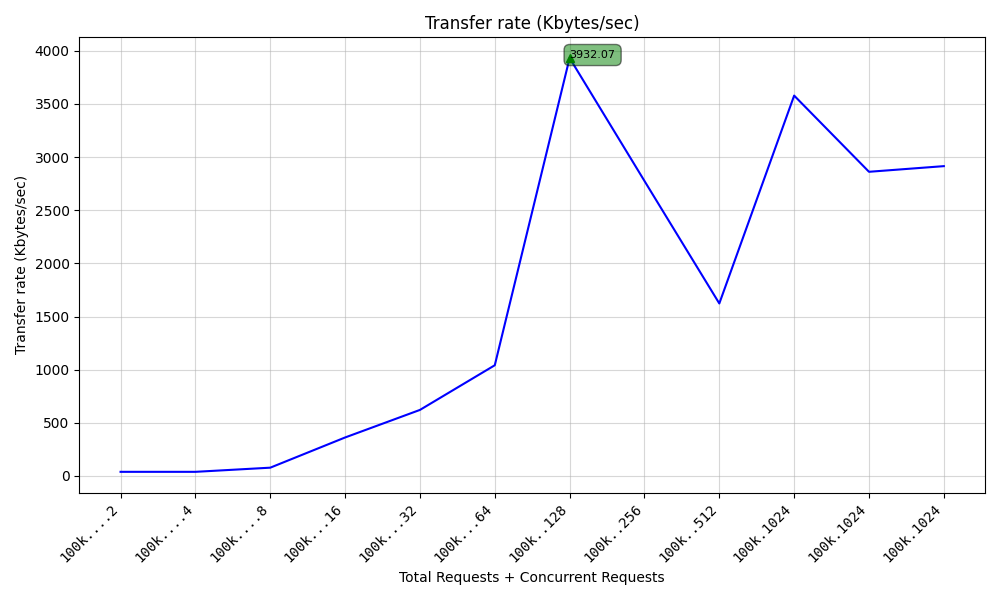 Transfer rate (Kbytes/sec)
3932.07
Transfer rate (Kbytes/sec)
4000
3500
3000
2500
2000
1500
1000
500
0
100k....2
100k....4
100k....8
100k...16
100k...32
100k...64
100k..128
100k..256
100k..512
100k.1024
100k.1024
100k.1024
Total Requests + Concurrent Requests